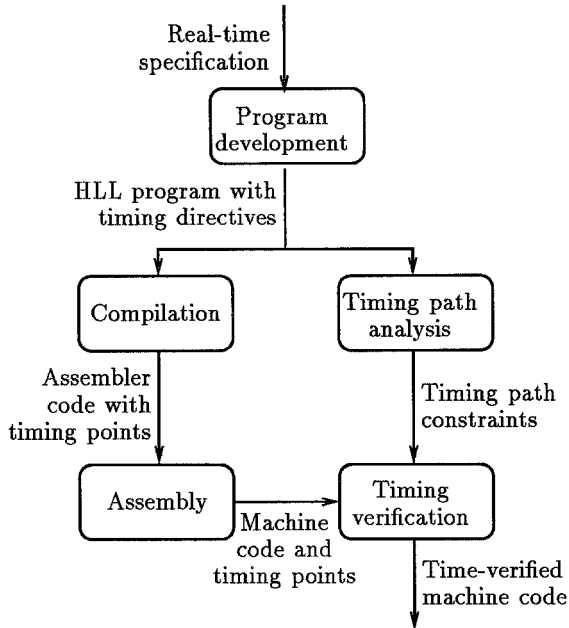 Real-time
specification
Program
development
HLL program with
timing directives
Compilation
Timing path
analysis
Assembler
code with
timing points
Timing path
constraints
Assembly
Machine
code and
timing points
Timing
verification
Time-verified
machine code